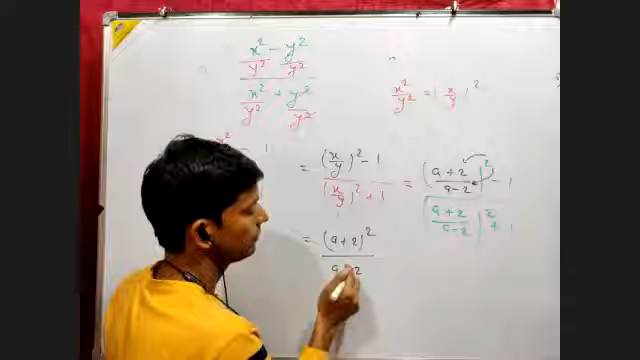 x² - y²
y² y²
x² + y²
y² y²
x²/y² = (x/y)²
- 1
= (x/y)² - 1
(x/y)² + 1
= (a+2/a-2)² - 1
(a+2/a-2)² + 1
= (a+2)²